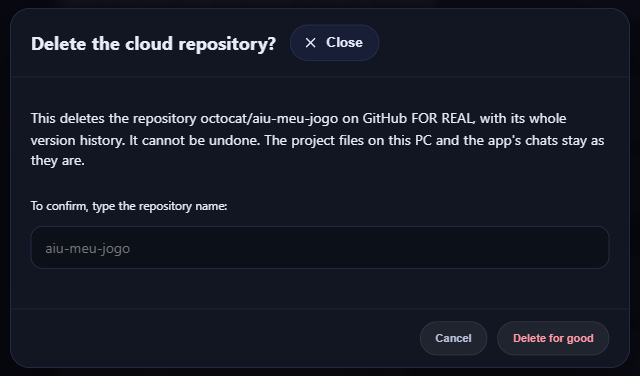 Delete the cloud repository?
Close
This deletes the repository octocat/aiu-meu-jogo on GitHub FOR REAL, with its whole
version history. It cannot be undone. The project files on this PC and the app's chats stay as
they are.
To confirm, type the repository name:
aiu-meu-jogo
Cancel
Delete for good